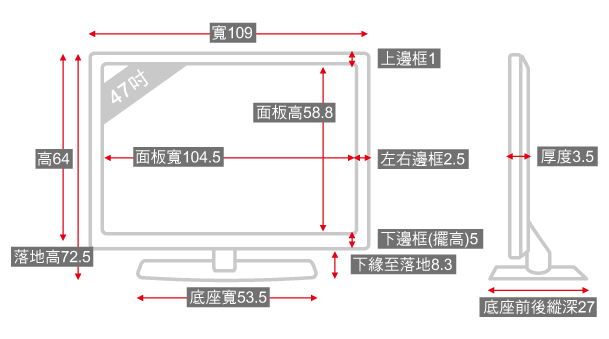 寬109
上邊框1
47吋
面板高58.8
高64
面板寬104.5
左右邊框2.5
厚度3.5
下邊框(擺高)5
落地高72.5
下緣至落地8.3
底座寬53.5
底座前後縱深27